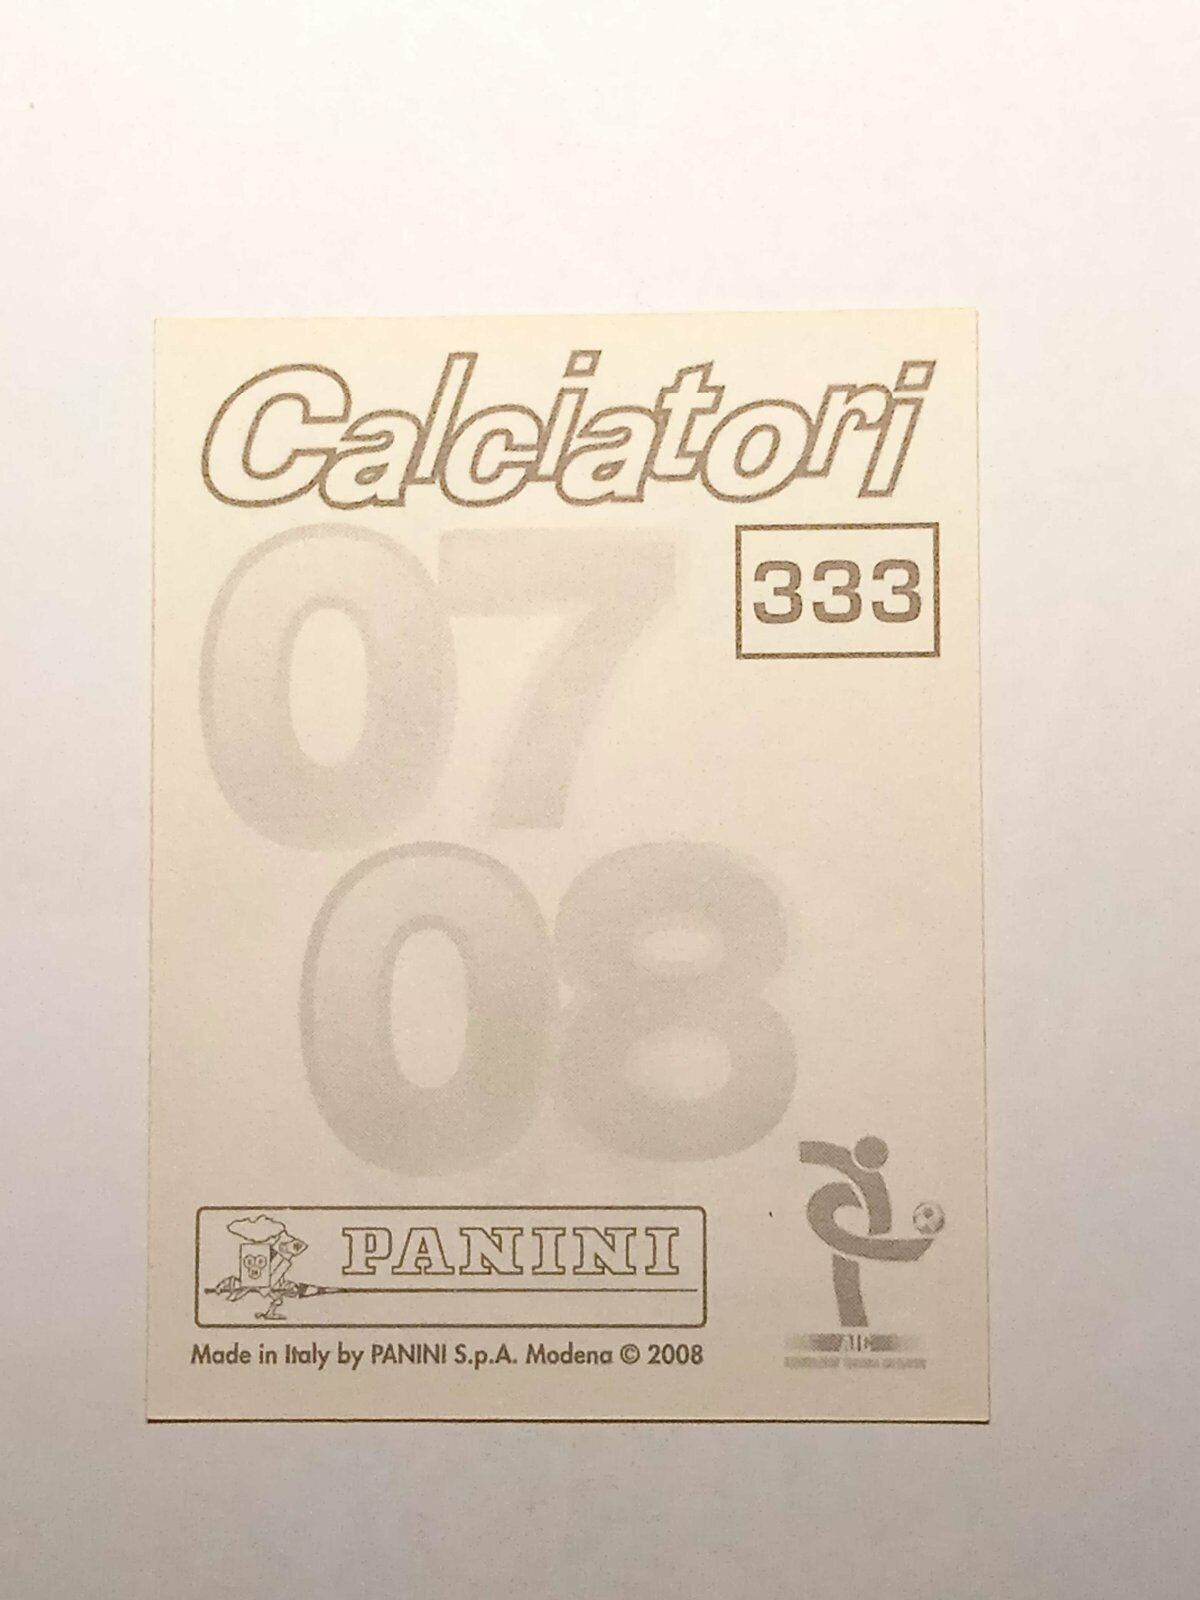 Calciatori
07
333
08
PANINI
Made in Italy by PANINI S.p.A. Modena © 2008